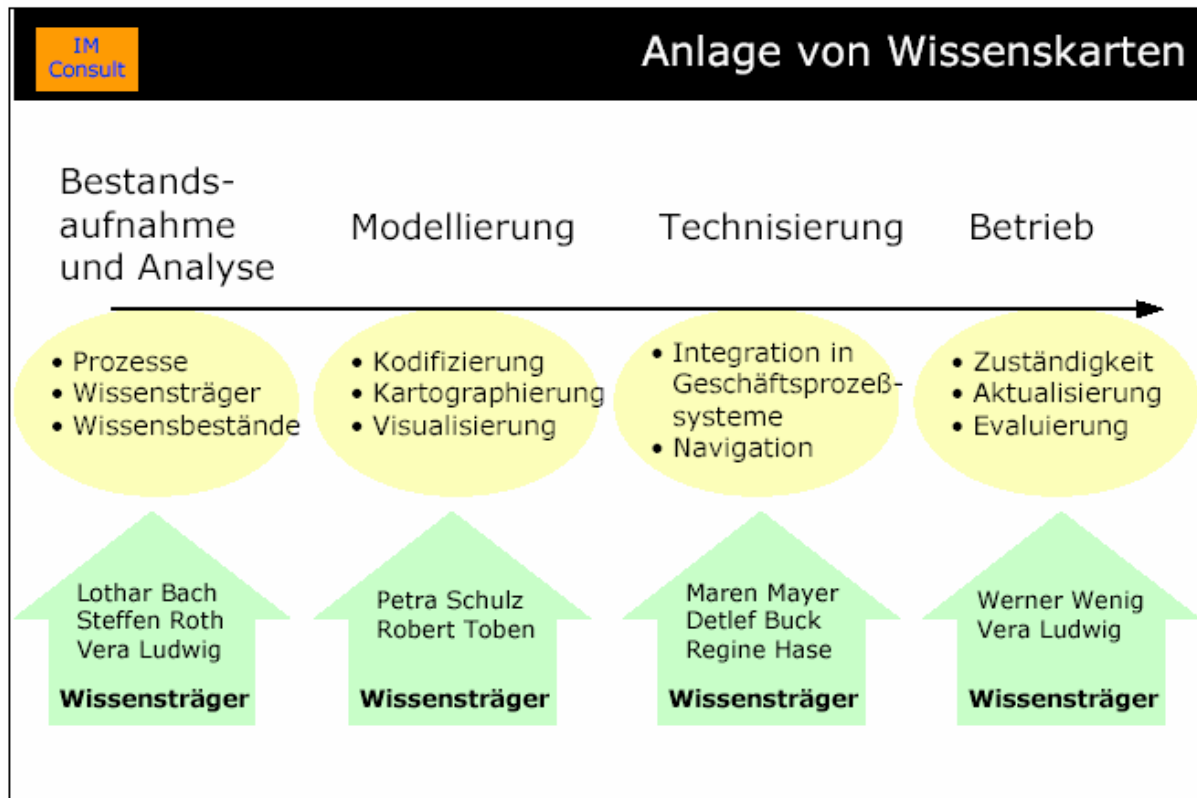 IM
Consult
Anlage von Wissenskarten
Bestands-
aufnahme
und Analyse
Modellierung
Technisierung
Betrieb
• Prozesse
• Wissensträger
• Wissensbestände
• Kodifizierung
• Kartographierung
• Visualisierung
• Integration in
Geschäftsprozeß-
systeme
• Navigation
• Zuständigkeit
• Aktualisierung
• Evaluierung
Lothar Bach
Steffen Roth
Vera Ludwig
Wissensträger
Petra Schulz
Robert Toben
Wissensträger
Maren Mayer
Detlef Buck
Regine Hase
Wissensträger
Werner Wenig
Vera Ludwig
Wissensträger